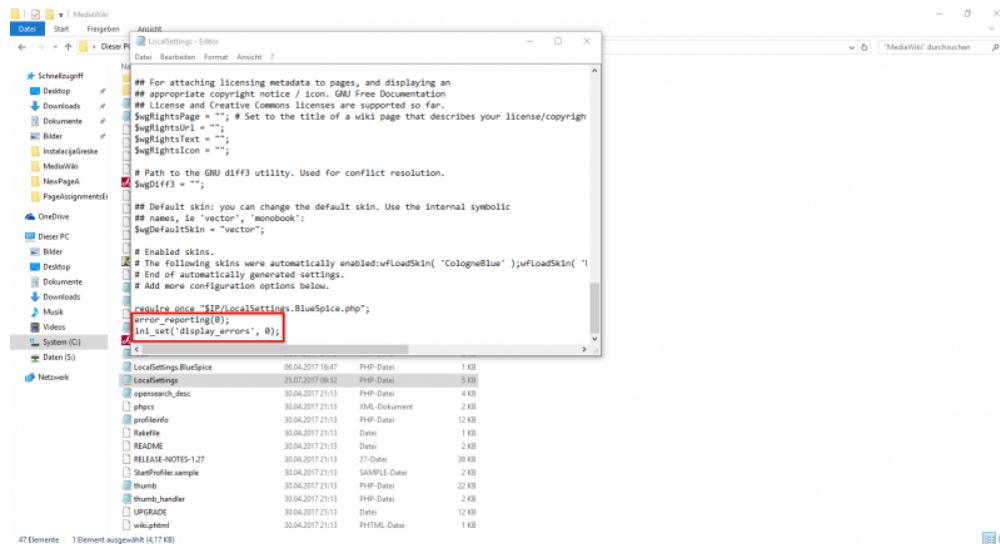 MediaWiki
Datei Start Freigeben Ansicht
Dieser PC
"MediaWiki" durchsuchen
LocalSettings - Editor
Datei Bearbeiten Format Ansicht ?
## For attaching licensing metadata to pages, and displaying an
## appropriate copyright notice / icon. GNU Free Documentation
## License and Creative Commons licenses are supported so far.
$wgRightsPage = ""; # Set to the title of a wiki page that describes your license/copyrigh
$wgRightsUrl = "";
$wgRightsText = "";
$wgRightsIcon = "";
# Path to the GNU diff3 utility. Used for conflict resolution.
$wgDiff3 = "";
## Default skin: you can change the default skin. Use the internal symbolic
## names, ie 'vector', 'monobook':
$wgDefaultSkin = "vector";
# Enabled skins.
# The following skins were automatically enabled:wfLoadSkin( 'CologneBlue' );wfLoadSkin( '
# End of automatically generated settings.
# Add more configuration options below.
require_once "$IP/LocalSettings.BlueSpice.php";
error_reporting(0);
ini_set('display_errors', 0);
Schnellzugriff
Desktop
Downloads
Dokumente
Bilder
InstalacijaGreske
MediaWiki
NewPageA
PageAssignmentsEr
OneDrive
Dieser PC
Bilder
Desktop
Dokumente
Downloads
Musik
Videos
System (C:)
Daten (S:)
Netzwerk
Na
LocalSettings.BlueSpice 06.04.2017 16:47 PHP-Datei 1 KB
LocalSettings 25.07.2017 09:32 PHP-Datei 5 KB
opensearch_desc 30.04.2017 21:13 PHP-Datei 4 KB
phpcs 30.04.2017 21:13 XML-Dokument 2 KB
profileinfo 30.04.2017 21:13 PHP-Datei 12 KB
Rakefile 30.04.2017 21:13 Datei 1 KB
README 30.04.2017 21:13 Datei 2 KB
RELEASE-NOTES-1.27 30.04.2017 21:13 27-Datei 38 KB
StartProfiler.sample 30.04.2017 21:13 SAMPLE-Datei 2 KB
thumb 30.04.2017 21:13 PHP-Datei 22 KB
thumb_handler 30.04.2017 21:13 PHP-Datei 2 KB
UPGRADE 30.04.2017 21:13 Datei 12 KB
wiki.phtml 30.04.2017 21:13 PHTML-Datei 1 KB
47 Elemente 1 Element ausgewählt (4,17 KB)